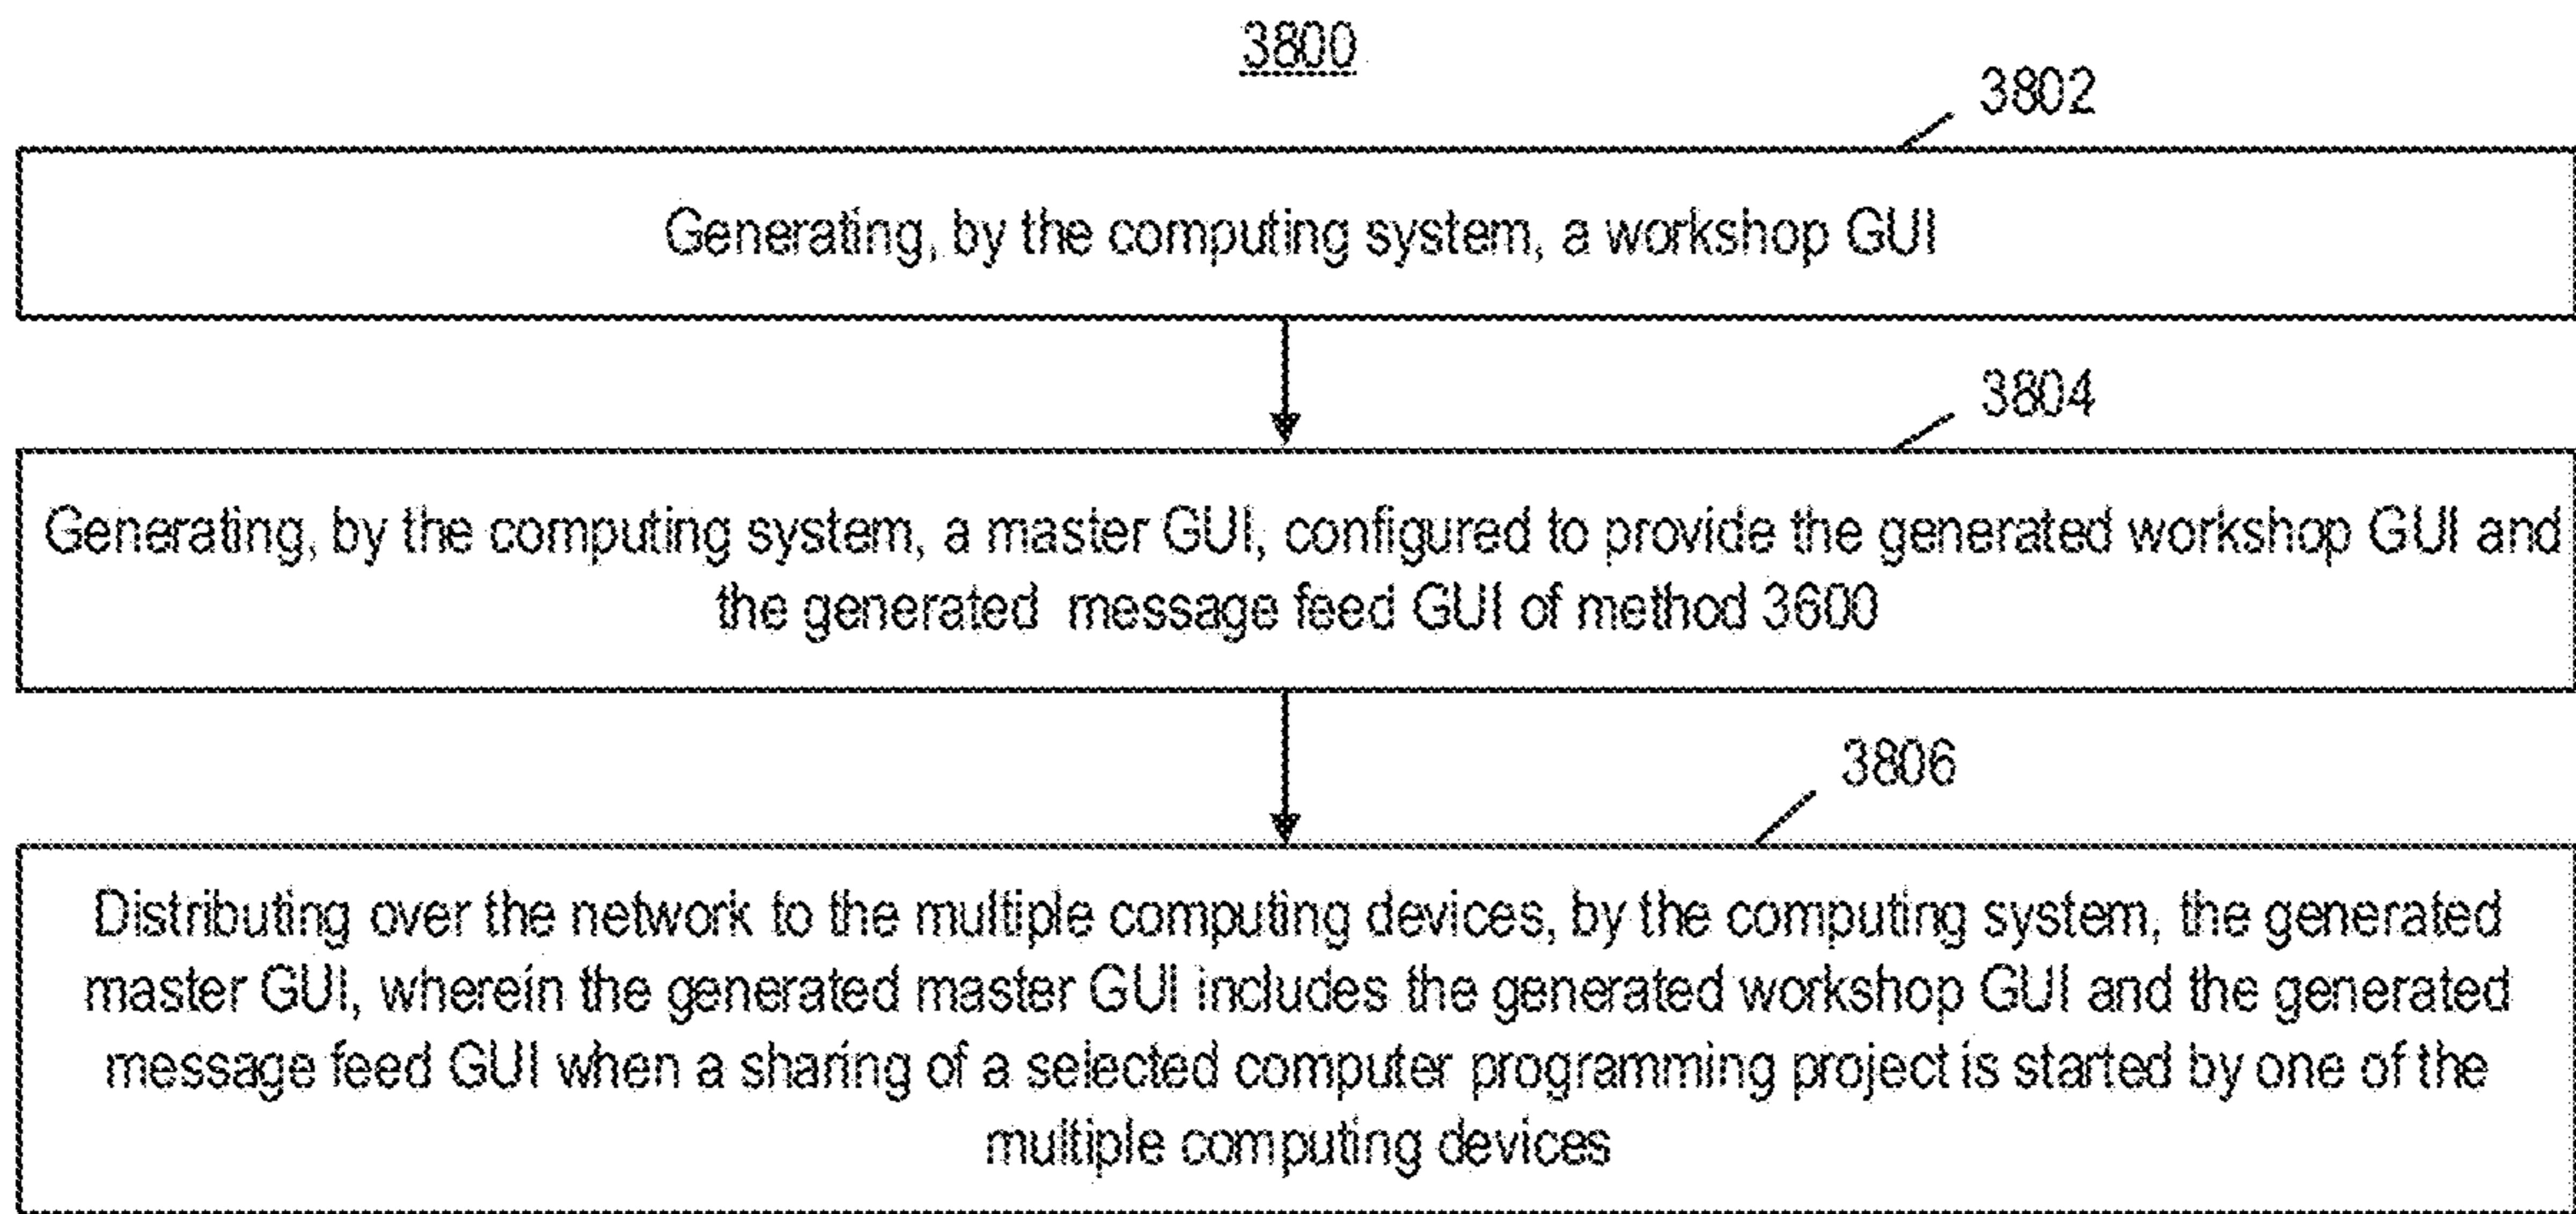 3800
3802
Generating, by the computing system, a workshop GUI
3804
Generating, by the computing system, a master GUI, configured to provide the generated workshop GUI and
the generated message feed GUI of method 3600
3806
Distributing over the network to the multiple computing devices, by the computing system, the generated
master GUI, wherein the generated master GUI includes the generated workshop GUI and the generated
message feed GUI when a sharing of a selected computer programming project is started by one of the
multiple computing devices